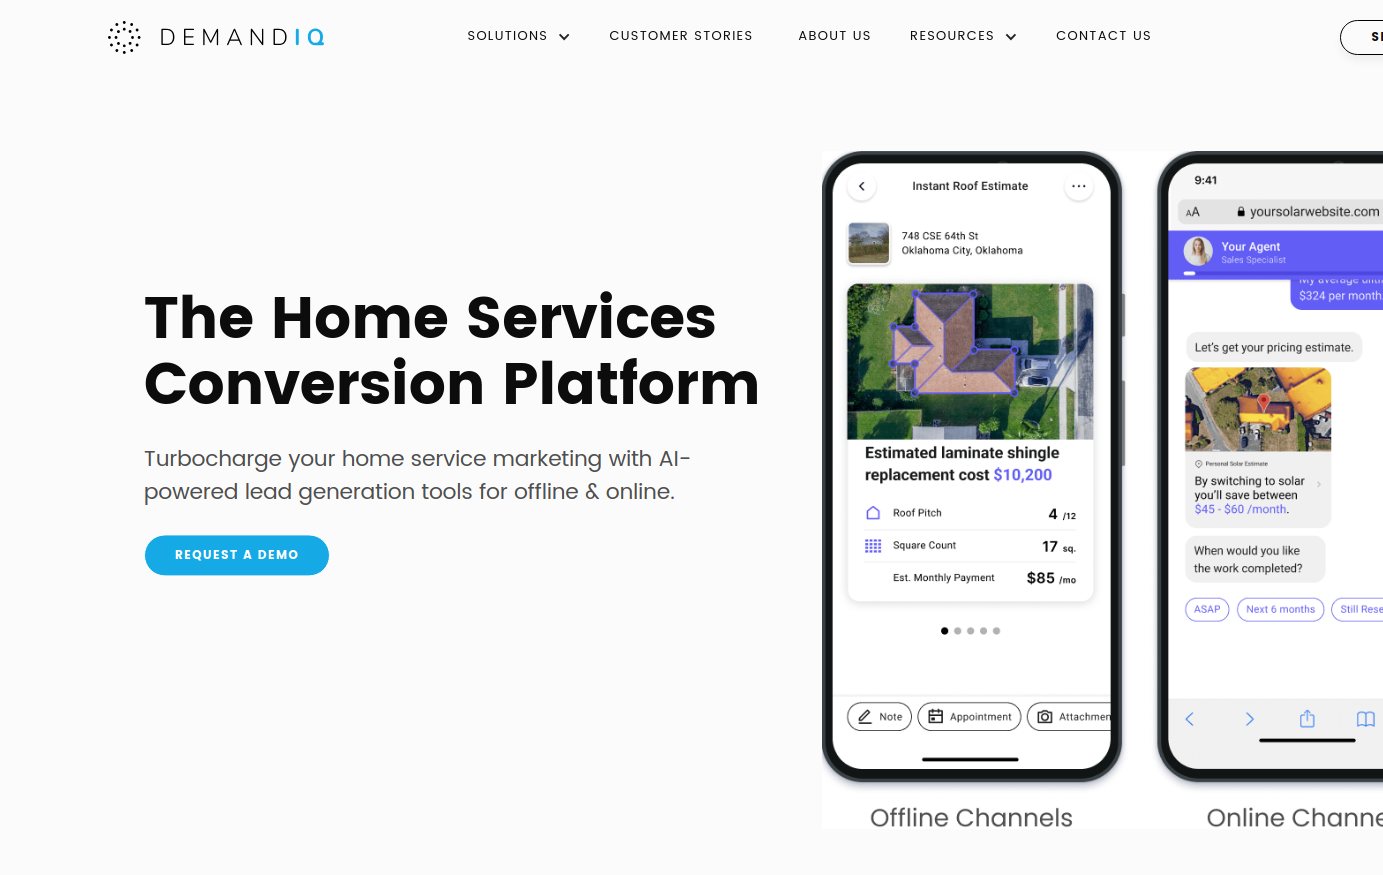 DEMANDIQ
SOLUTIONS
CUSTOMER STORIES
ABOUT US
RESOURCES
CONTACT US
The Home Services
Conversion Platform
Turbocharge your home service marketing with AI-
powered lead generation tools for offline & online.
REQUEST A DEMO
Instant Roof Estimate
748 CSE 64th St
Oklahoma City, Oklahoma
Estimated laminate shingle
replacement cost $10,200
Roof Pitch 4 /12
Square Count 17 sq.
Est. Monthly Payment $85 /mo
Note
Appointment
Attachmen
Offline Channels
9:41
AA yoursolarwebsite.com
Your Agent
Sales Specialist
My average
$324 per month.
Let's get your pricing estimate.
Personal Solar Estimate
By switching to solar
you'll save between
$45 - $60 /month.
When would you like
the work completed?
ASAP
Next 6 months
Still Rese
Online Channe